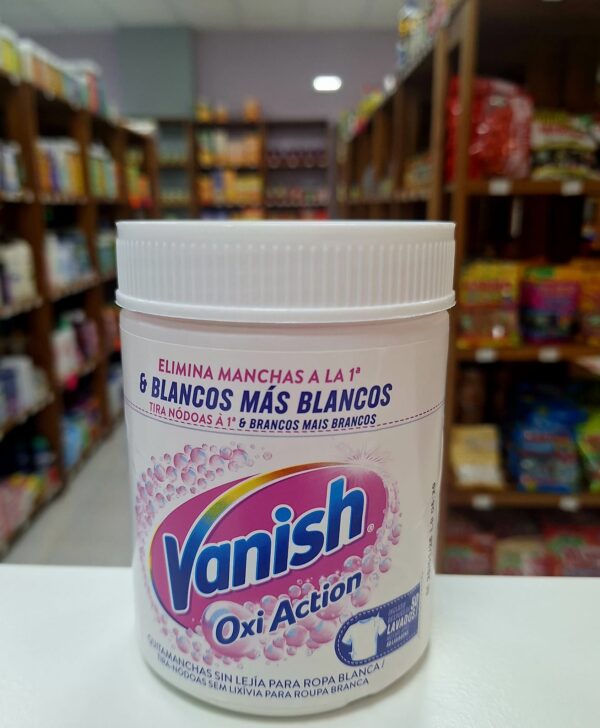 ELIMINA MANCHAS A LA 1ª
& BLANCOS MÁS BLANCOS
TIRA NÓDOAS À 1ª & BRANCOS MAIS BRANCOS
Vanish
Oxi Action
LAVADOS
QUITAMANCHAS SIN LEJÍA PARA ROPA BLANCA /
TIRA-NÓDOAS SEM LIXÍVIA PARA ROUPA BRANCA